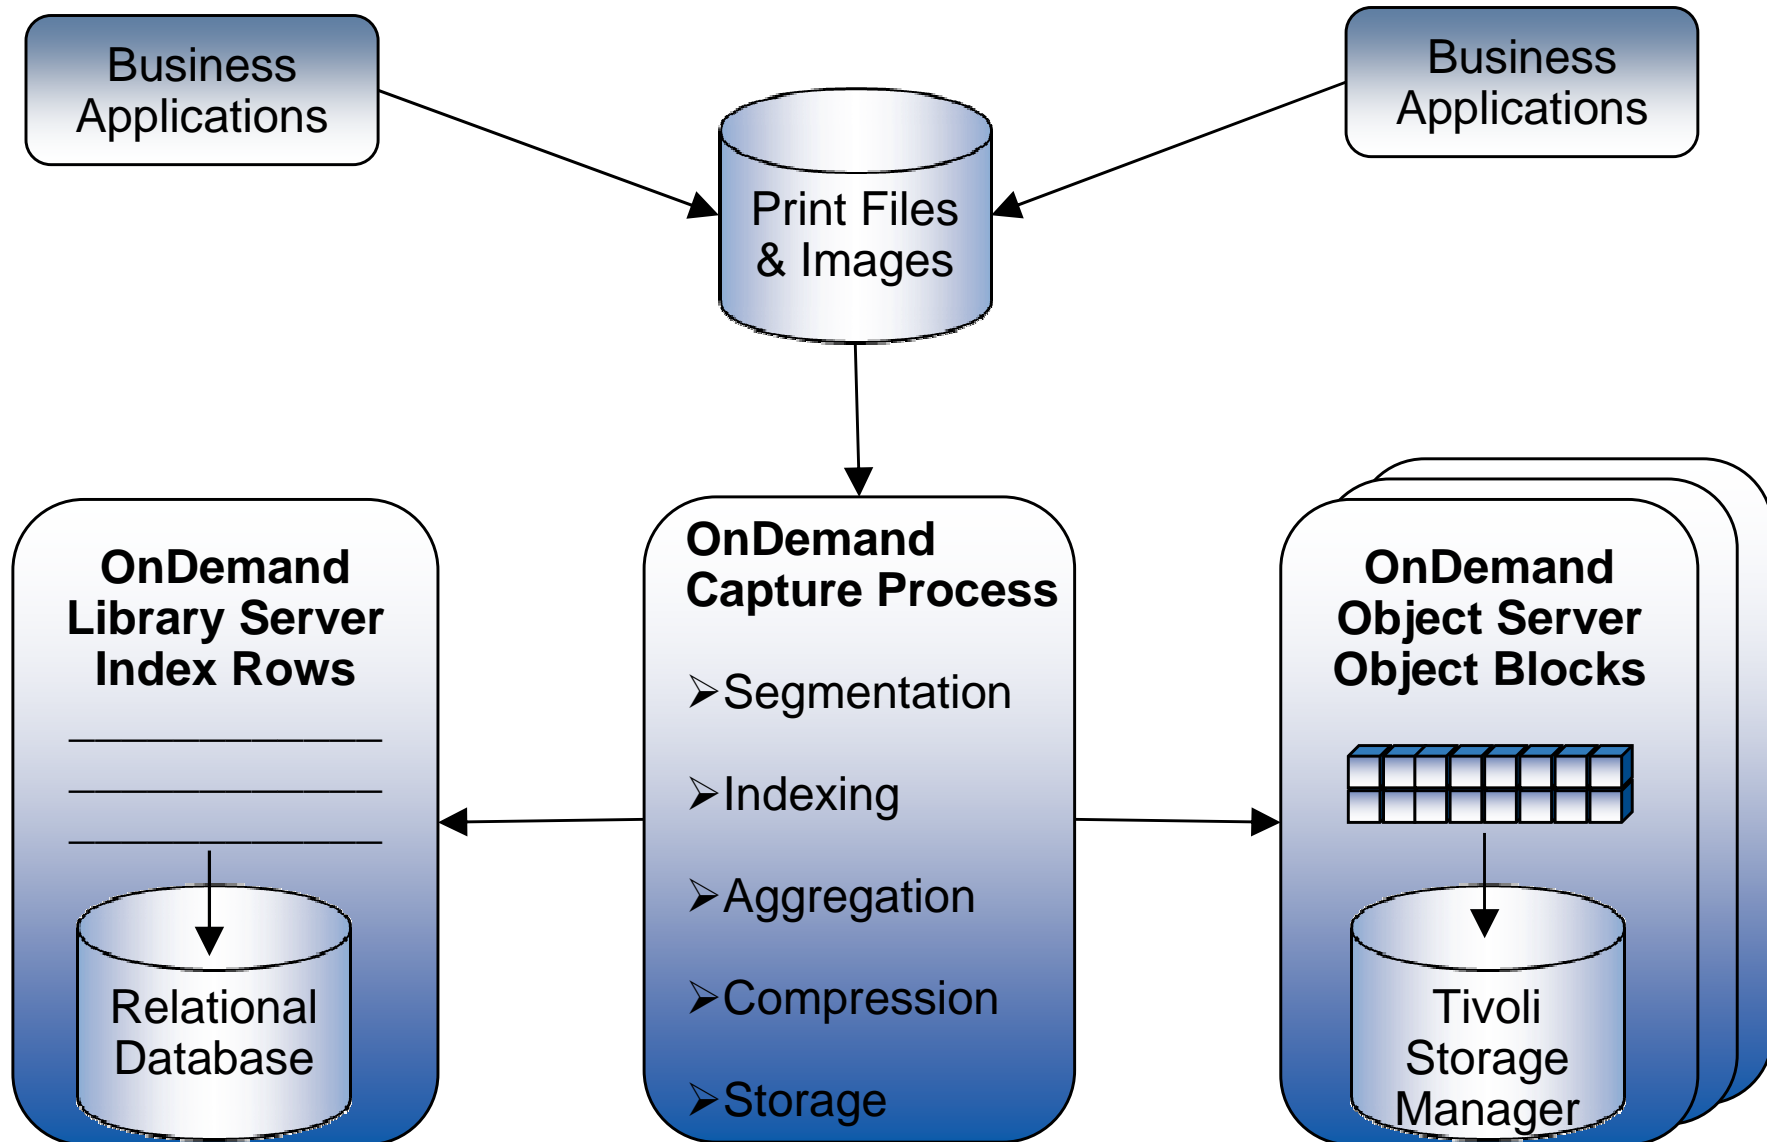 Business
Applications
Business
Applications
Print Files
& Images
OnDemand
Library Server
Index Rows
Relational
Database
OnDemand
Capture Process
➢Segmentation
➢Indexing
➢Aggregation
➢Compression
➢Storage
OnDemand
Object Server
Object Blocks
Tivoli
Storage
Manager